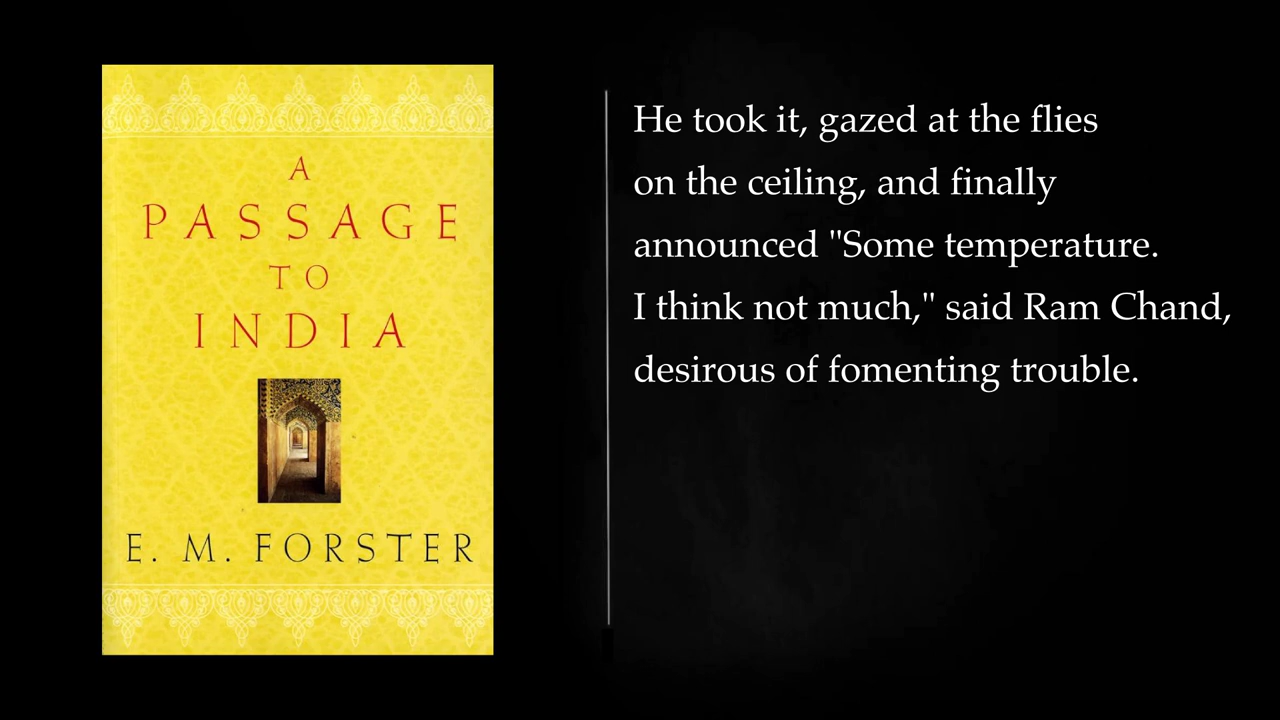 A
PASSAGE
TO
INDIA
E. M. FORSTER
He took it, gazed at the flies
on the ceiling, and finally
announced "Some temperature.
I think not much," said Ram Chand,
desirous of fomenting trouble.